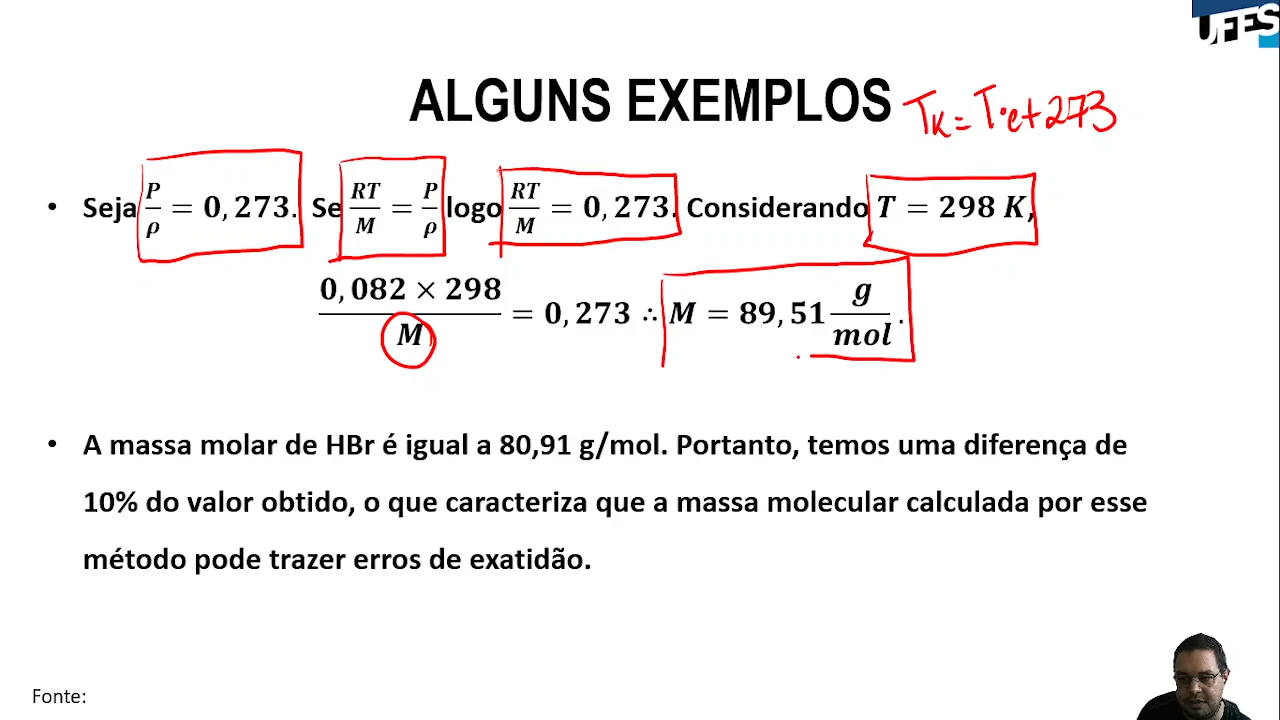 UFES
ALGUNS EXEMPLOS
TK = T°C + 273
• Seja P/ρ = 0,273. Se RT/M = P/ρ logo RT/M = 0,273. Considerando T = 298 K,
0,082 × 298 / M = 0,273 ∴ M = 89,51 g/mol.
• A massa molar de HBr é igual a 80,91 g/mol. Portanto, temos uma diferença de
10% do valor obtido, o que caracteriza que a massa molecular calculada por esse
método pode trazer erros de exatidão.
Fonte: